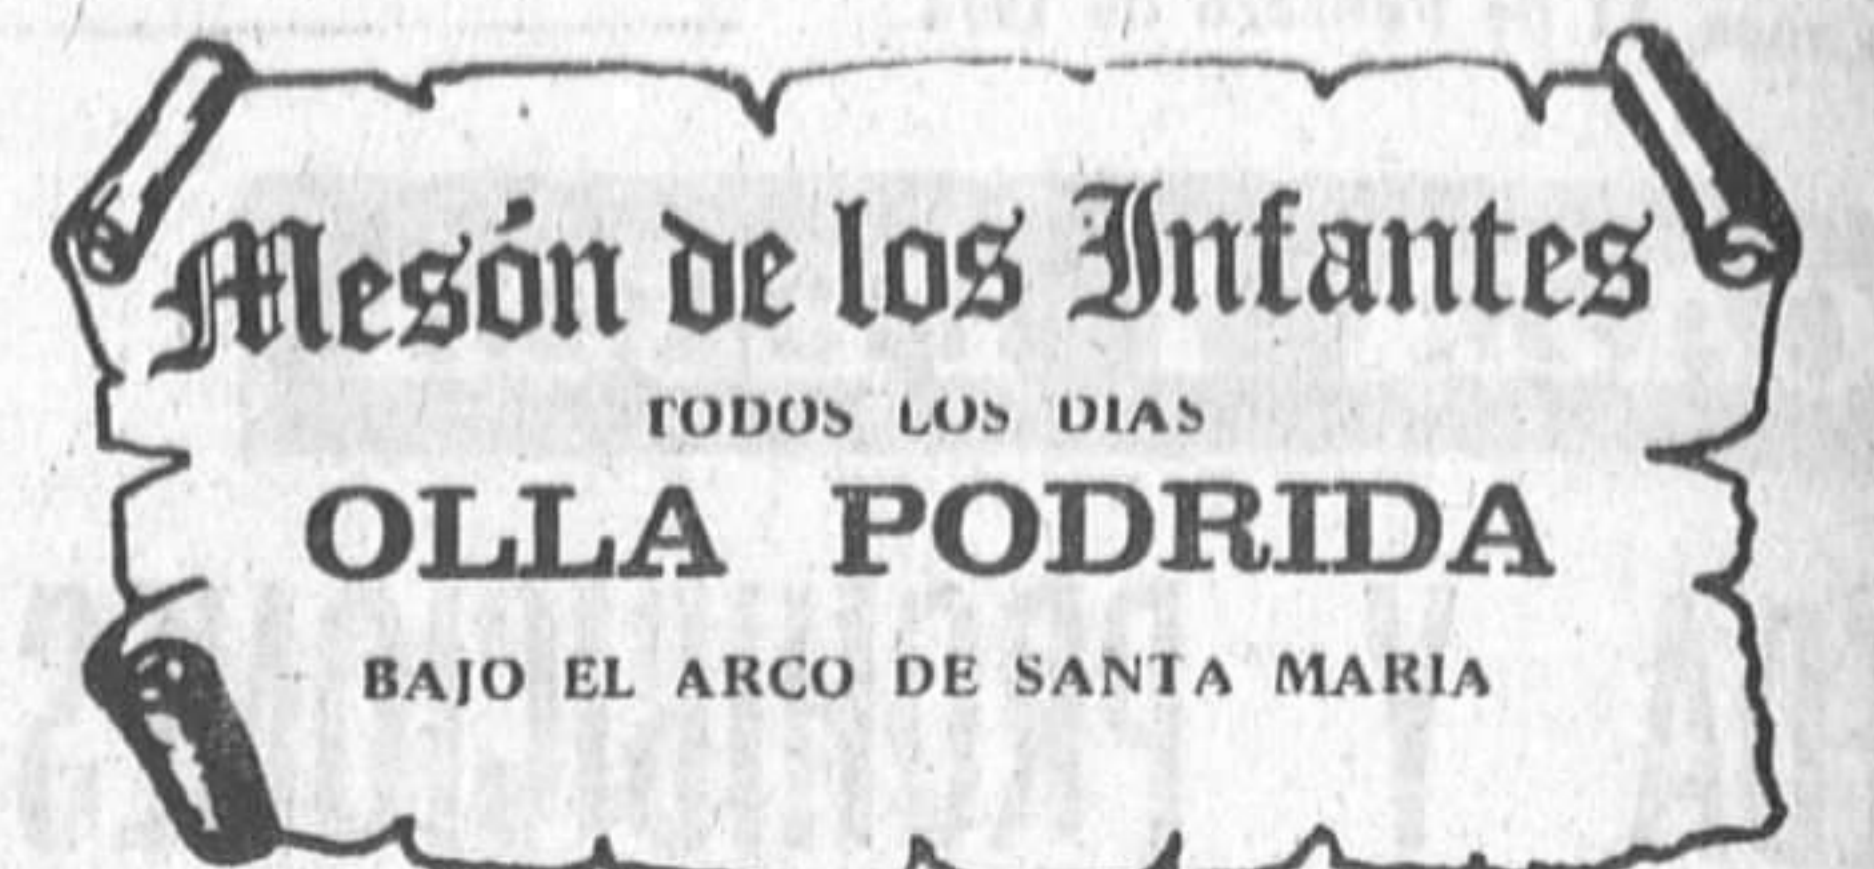 Mesón de los Infantes
TODOS LOS DIAS
OLLA PODRIDA
BAJO EL ARCO DE SANTA MARIA